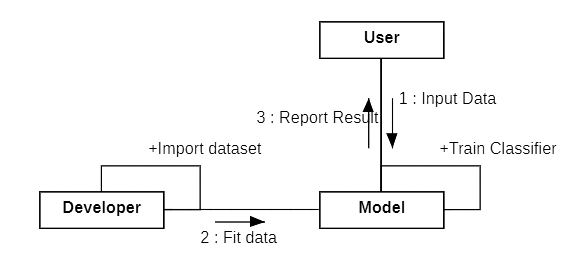 User
1 : Input Data
3 : Report Result
+Import dataset
+Train Classifier
Developer
Model
2 : Fit data